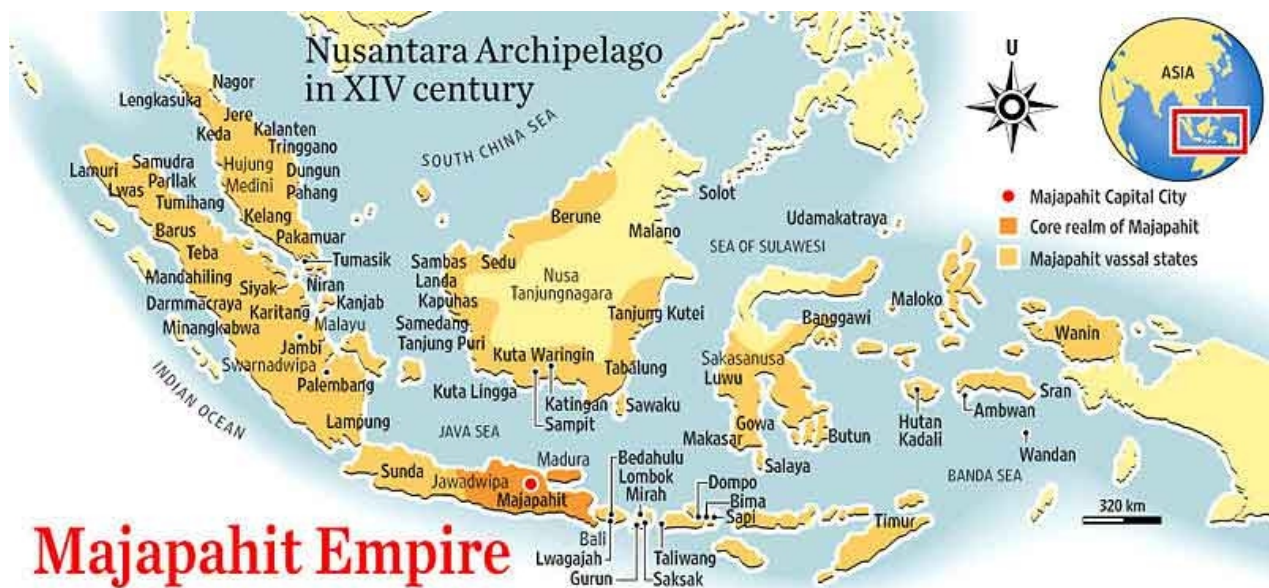 Nusantara Archipelago
in XIV century
U
ASIA
Majapahit Capital City
Core realm of Majapahit
Majapahit vassal states
320 km
SOUTH CHINA SEA
SEA OF SULAWESI
JAVA SEA
BANDA SEA
INDIAN OCEAN
Nagor
Lengkasuka
Jere
Keda
Kalanten
Tringgano
Hujung
Medini
Dungun
Pahang
Kelang
Pakamuar
Tumasik
Lamuri
Samudra
Parllak
Lwas
Tumihang
Barus
Teba
Mandahiling
Siyak
Niran
Kanjab
Darmmacraya
Karitang
Minangkabwa
Malayu
Jambi
Swarnadwipa
Palembang
Lampung
Berune
Malano
Sambas
Sedu
Landa
Kapuhas
Nusa
Tanjungnagara
Samedang
Tanjung Puri
Tanjung Kutei
Kuta Waringin
Tabalung
Kuta Lingga
Katingan
Sampit
Sawaku
Solot
Udamakatraya
Maloko
Banggawi
Sakasanusa
Luwu
Gowa
Makasar
Butun
Salaya
Wanin
Sran
Hutan
Kadali
Ambwan
Wandan
Sunda
Jawadwipa
Madura
Majapahit
Bedahulu
Lombok
Mirah
Dompo
Bima
Sapi
Timur
Bali
Lwagajah
Gurun
Taliwang
Saksak
Majapahit Empire